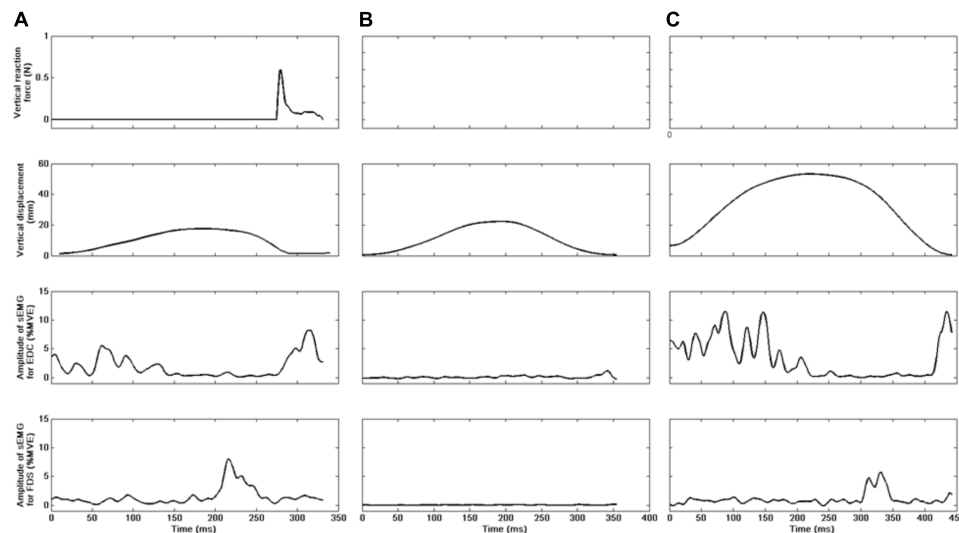 A
B
C
Vertical reaction
force (N)
1
0.5
0
0
Vertical displacement
(mm)
60
40
20
0
Amplitude of sEMG
for EDC (%MVE)
15
10
5
0
Amplitude of sEMG
for FDS (%MVE)
15
10
5
0
0 50 100 150 200 250 300 350
Time (ms)
0 50 100 150 200 250 300 350 400
Time (ms)
0 50 100 150 200 250 300 350 400 45
Time (ms)